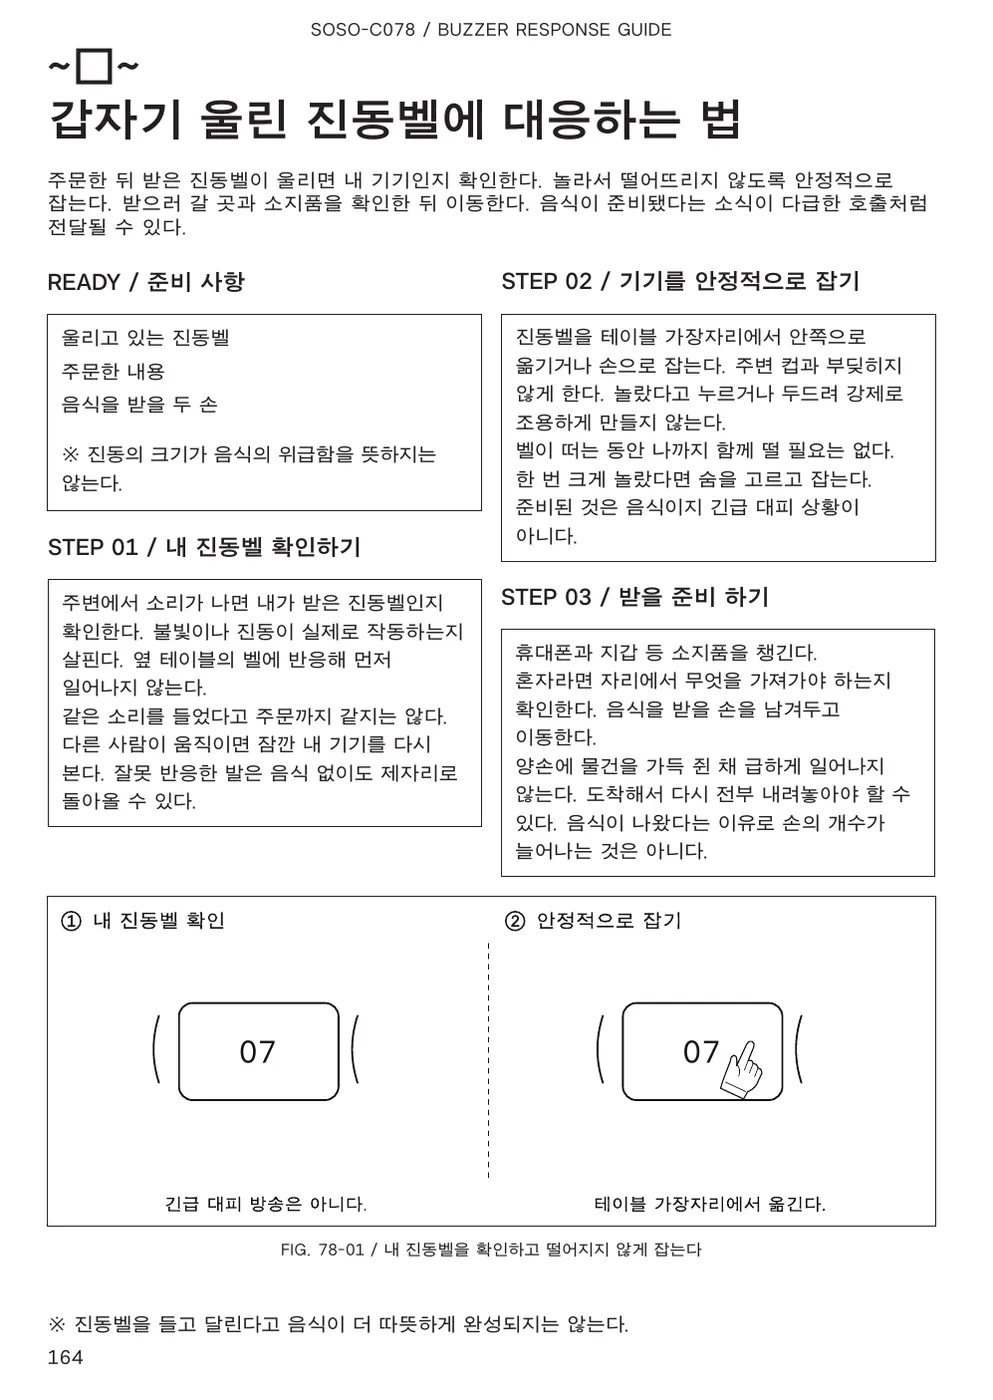 SOSO-C078 / BUZZER RESPONSE GUIDE
~□~
갑자기 울린 진동벨에 대응하는 법
주문한 뒤 받은 진동벨이 울리면 내 기기인지 확인한다. 놀라서 떨어뜨리지 않도록 안정적으로
잡는다. 받으러 갈 곳과 소지품을 확인한 뒤 이동한다. 음식이 준비됐다는 소식이 다급한 호출처럼
전달될 수 있다.
READY / 준비 사항
울리고 있는 진동벨
주문한 내용
음식을 받을 두 손
※ 진동의 크기가 음식의 위급함을 뜻하지는
않는다.
STEP 01 / 내 진동벨 확인하기
주변에서 소리가 나면 내가 받은 진동벨인지
확인한다. 불빛이나 진동이 실제로 작동하는지
살핀다. 옆 테이블의 벨에 반응해 먼저
일어나지 않는다.
같은 소리를 들었다고 주문까지 같지는 않다.
다른 사람이 움직이면 잠깐 내 기기를 다시
본다. 잘못 반응한 발은 음식 없이도 제자리로
돌아올 수 있다.
STEP 02 / 기기를 안정적으로 잡기
진동벨을 테이블 가장자리에서 안쪽으로
옮기거나 손으로 잡는다. 주변 컵과 부딪히지
않게 한다. 놀랐다고 누르거나 두드려 강제로
조용하게 만들지 않는다.
벨이 떠는 동안 나까지 함께 떨 필요는 없다.
한 번 크게 놀랐다면 숨을 고르고 잡는다.
준비된 것은 음식이지 긴급 대피 상황이
아니다.
STEP 03 / 받을 준비 하기
휴대폰과 지갑 등 소지품을 챙긴다.
혼자라면 자리에서 무엇을 가져가야 하는지
확인한다. 음식을 받을 손을 남겨두고
이동한다.
양손에 물건을 가득 쥔 채 급하게 일어나지
않는다. 도착해서 다시 전부 내려놓아야 할 수
있다. 음식이 나왔다는 이유로 손의 개수가
늘어나는 것은 아니다.
① 내 진동벨 확인
07
긴급 대피 방송은 아니다.
② 안정적으로 잡기
07
테이블 가장자리에서 옮긴다.
FIG. 78-01 / 내 진동벨을 확인하고 떨어지지 않게 잡는다
※ 진동벨을 들고 달린다고 음식이 더 따뜻하게 완성되지는 않는다.
164